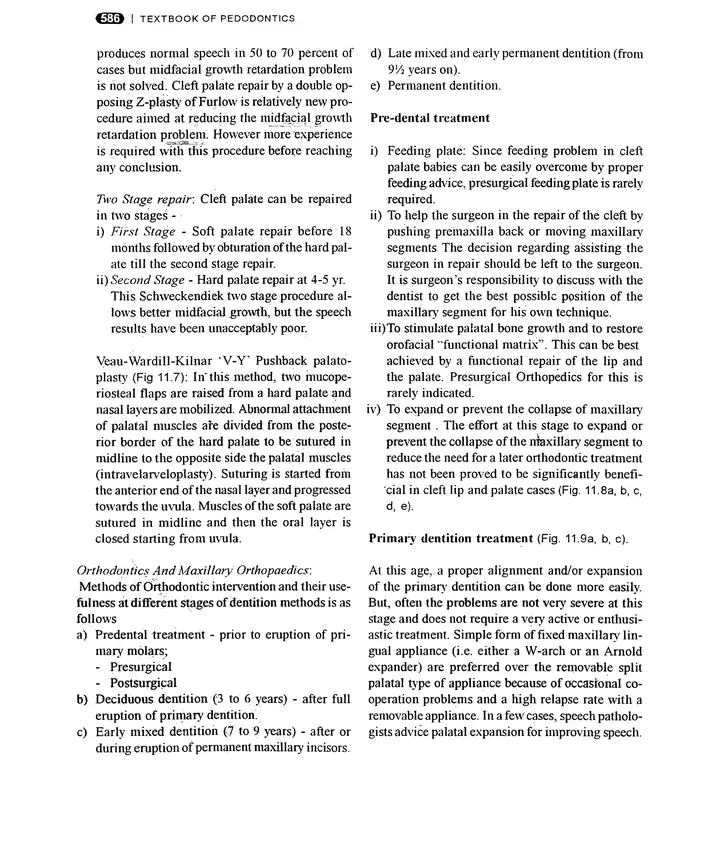 586 | TEXTBOOK OF PEDODONTICS
produces normal speech in 50 to 70 percent of
cases but midfacial growth retardation problem
is not solved. Cleft palate repair by a double op-
posing Z-plasty of Furlow is relatively new pro-
cedure aimed at reducing the midfacial growth
retardation problem. However more experience
is required with this procedure before reaching
any conclusion.
Two Stage repair: Cleft palate can be repaired
in two stages -
i) First Stage - Soft palate repair before 18
months followed by obturation of the hard pal-
ate till the second stage repair.
ii) Second Stage - Hard palate repair at 4-5 yr.
This Schweckendiek two stage procedure al-
lows better midfacial growth, but the speech
results have been unacceptably poor.
Veau-Wardill-Kilnar 'V-Y' Pushback palato-
plasty (Fig 11.7): In this method, two mucope-
riosteal flaps are raised from a hard palate and
nasal layers are mobilized. Abnormal attachment
of palatal muscles are divided from the poste-
rior border of the hard palate to be sutured in
midline to the opposite side the palatal muscles
(intravelarveloplasty). Suturing is started from
the anterior end of the nasal layer and progressed
towards the uvula. Muscles of the soft palate are
sutured in midline and then the oral layer is
closed starting from uvula.
Orthodontics And Maxillary Orthopaedics:
Methods of Orthodontic intervention and their use-
fulness at different stages of dentition methods is as
follows
a) Predental treatment - prior to eruption of pri-
mary molars;
- Presurgical
- Postsurgical
b) Deciduous dentition (3 to 6 years) - after full
eruption of primary dentition.
c) Early mixed dentition (7 to 9 years) - after or
during eruption of permanent maxillary incisors.
d) Late mixed and early permanent dentition (from
9½ years on).
e) Permanent dentition.
Pre-dental treatment
i) Feeding plate: Since feeding problem in cleft
palate babies can be easily overcome by proper
feeding advice, presurgical feeding plate is rarely
required.
ii) To help the surgeon in the repair of the cleft by
pushing premaxilla back or moving maxillary
segments The decision regarding assisting the
surgeon in repair should be left to the surgeon.
It is surgeon's responsibility to discuss with the
dentist to get the best possible position of the
maxillary segment for his own technique.
iii)To stimulate palatal bone growth and to restore
orofacial "functional matrix". This can be best
achieved by a functional repair of the lip and
the palate. Presurgical Orthopedics for this is
rarely indicated.
iv) To expand or prevent the collapse of maxillary
segment . The effort at this stage to expand or
prevent the collapse of the maxillary segment to
reduce the need for a later orthodontic treatment
has not been proved to be significantly benefi-
cial in cleft lip and palate cases (Fig. 11.8a, b, c,
d, e).
Primary dentition treatment (Fig. 11.9a, b, c).
At this age, a proper alignment and/or expansion
of the primary dentition can be done more easily.
But, often the problems are not very severe at this
stage and does not require a very active or enthusi-
astic treatment. Simple form of fixed maxillary lin-
gual appliance (i.e. either a W-arch or an Arnold
expander) are preferred over the removable split
palatal type of appliance because of occasional co-
operation problems and a high relapse rate with a
removable appliance. In a few cases, speech patholo-
gists advice palatal expansion for improving speech.